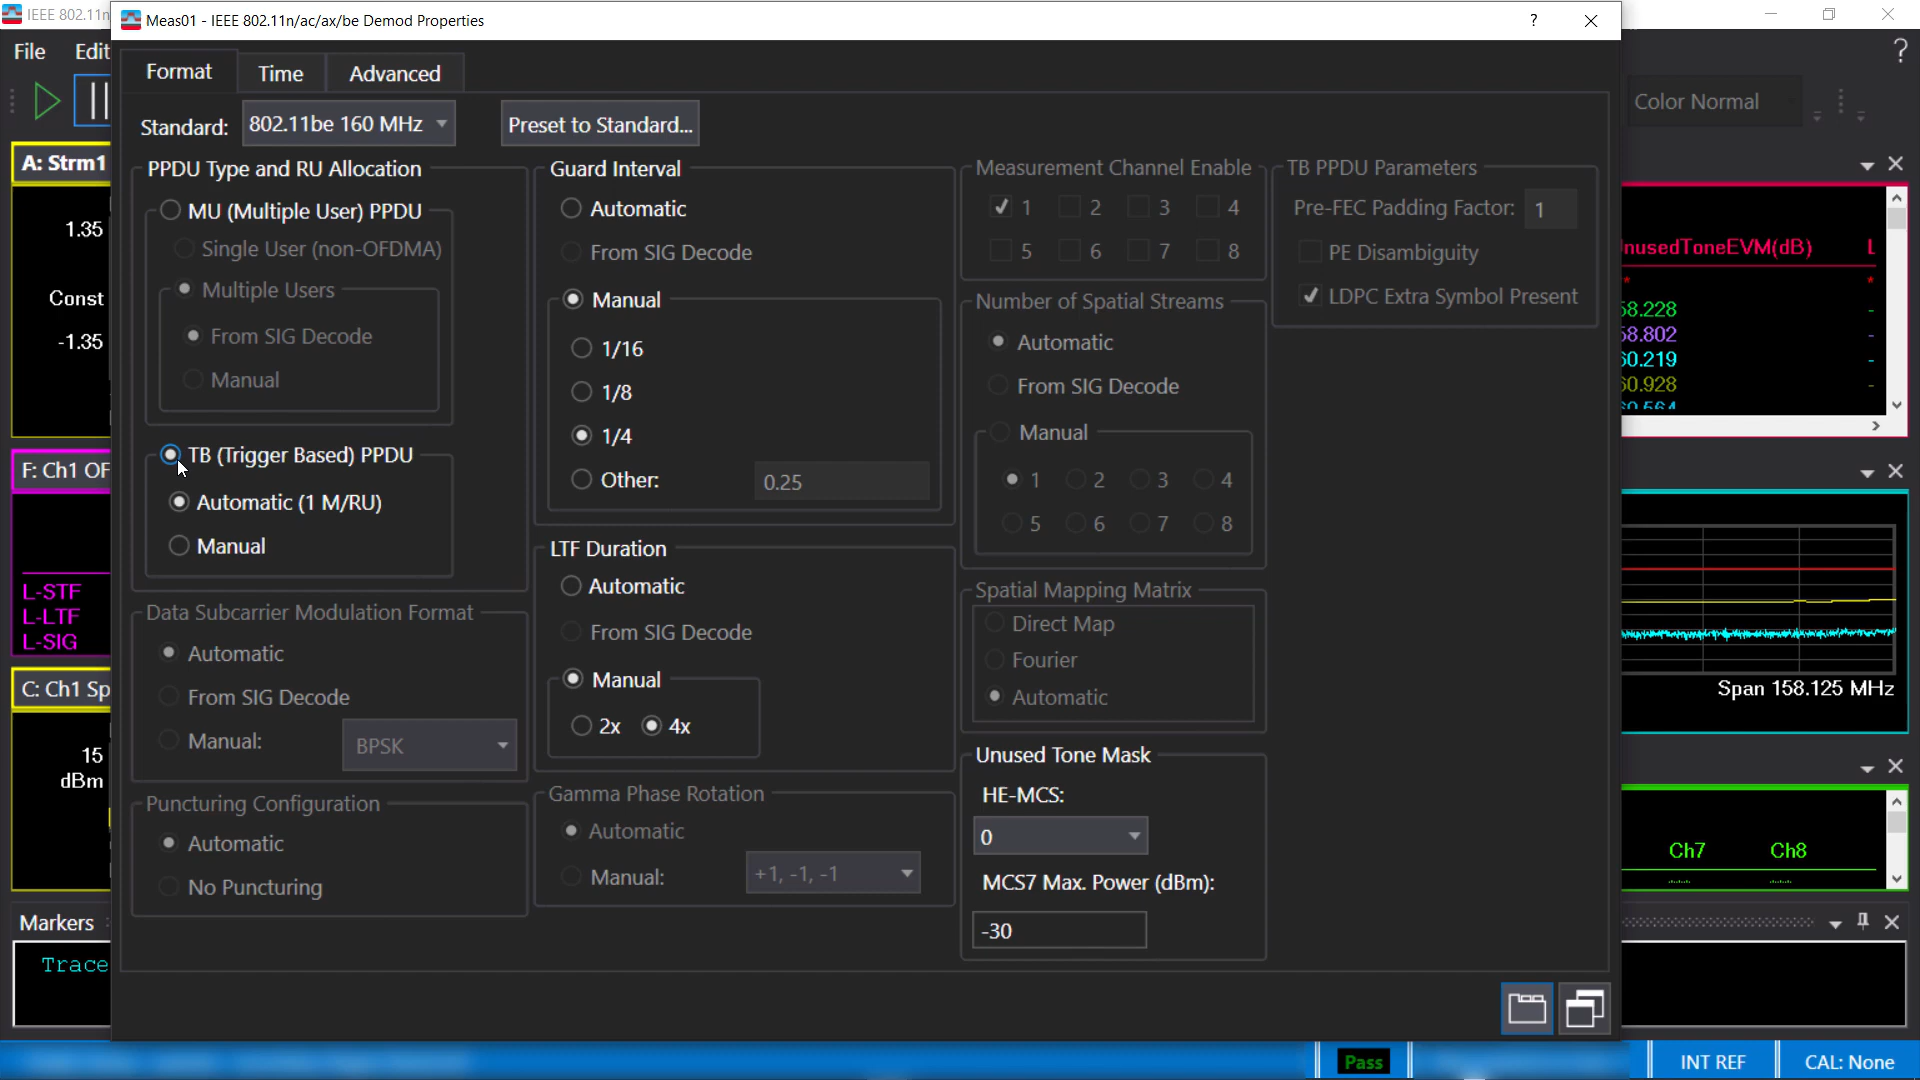 IEEE 802.11n
Meas01 - IEEE 802.11n/ac/ax/be Demod Properties
?
File Edit
?
Format Time Advanced
Color Normal
Standard: 802.11be 160 MHz Preset to Standard...
A: Strm1
1.35
Const
-1.35
F: Ch1 OF
L-STF
L-LTF
L-SIG
C: Ch1 Sp
15
dBm
Markers
Trace
PPDU Type and RU Allocation
MU (Multiple User) PPDU
Single User (non-OFDMA)
Multiple Users
From SIG Decode
Manual
TB (Trigger Based) PPDU
Automatic (1 M/RU)
Manual
Data Subcarrier Modulation Format
Automatic
From SIG Decode
Manual: BPSK
Puncturing Configuration
Automatic
No Puncturing
Guard Interval
Automatic
From SIG Decode
Manual
1/16
1/8
1/4
Other: 0.25
LTF Duration
Automatic
From SIG Decode
Manual
2x 4x
Gamma Phase Rotation
Automatic
Manual: +1, -1, -1
Measurement Channel Enable
1 2 3 4
5 6 7 8
Number of Spatial Streams
Automatic
From SIG Decode
Manual
1 2 3 4
5 6 7 8
Spatial Mapping Matrix
Direct Map
Fourier
Automatic
Unused Tone Mask
HE-MCS:
0
MCS7 Max. Power (dBm):
-30
TB PPDU Parameters
Pre-FEC Padding Factor: 1
PE Disambiguity
LDPC Extra Symbol Present
nusedToneEVM(dB) L
* *
58.228 -
58.802 -
60.219 -
60.928 -
Span 158.125 MHz
Ch7 Ch8
Pass INT REF CAL: None